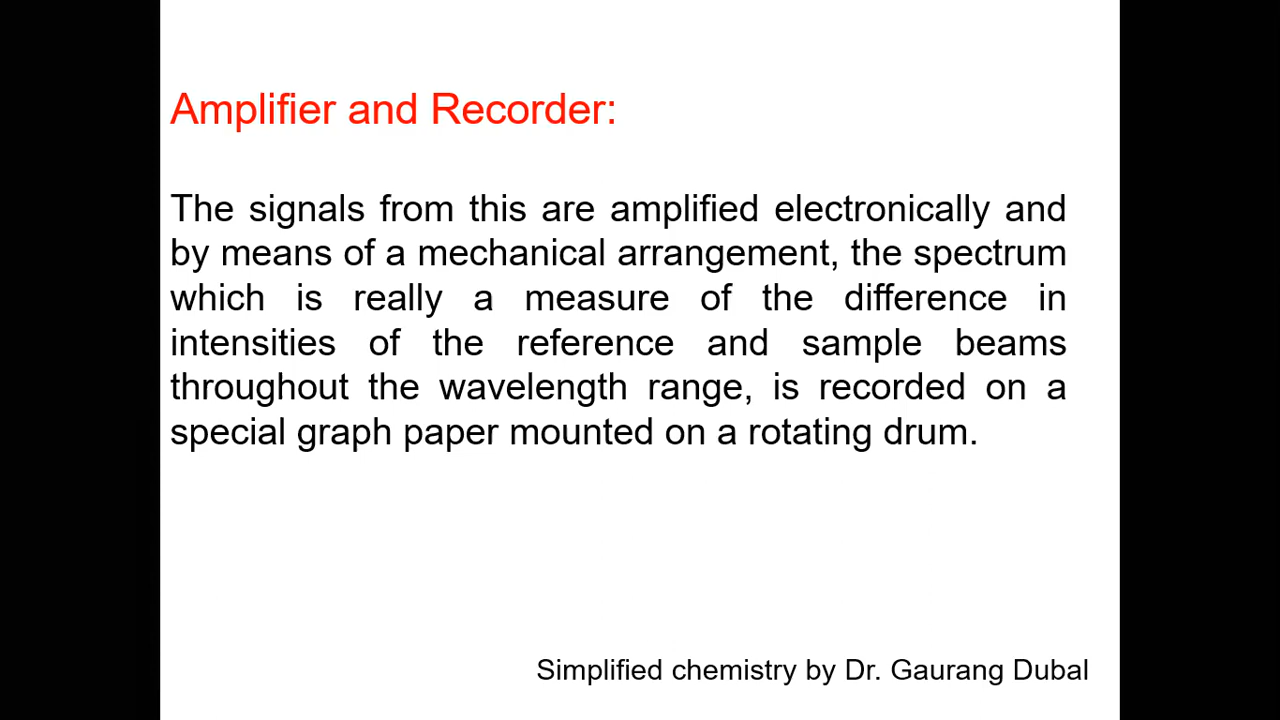 Amplifier and Recorder:
The signals from this are amplified electronically and
by means of a mechanical arrangement, the spectrum
which is really a measure of the difference in
intensities of the reference and sample beams
throughout the wavelength range, is recorded on a
special graph paper mounted on a rotating drum.
Simplified chemistry by Dr. Gaurang Dubal